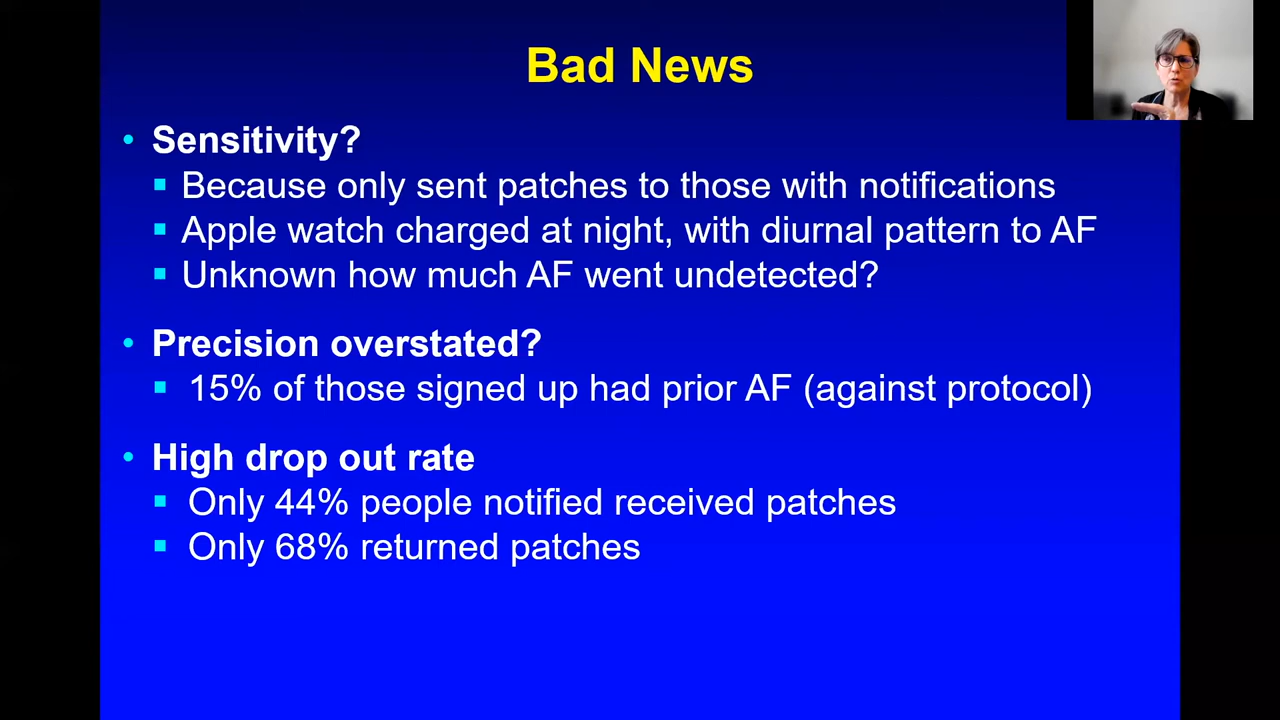 Bad News
• Sensitivity?
▪ Because only sent patches to those with notifications
▪ Apple watch charged at night, with diurnal pattern to AF
▪ Unknown how much AF went undetected?
• Precision overstated?
▪ 15% of those signed up had prior AF (against protocol)
• High drop out rate
▪ Only 44% people notified received patches
▪ Only 68% returned patches